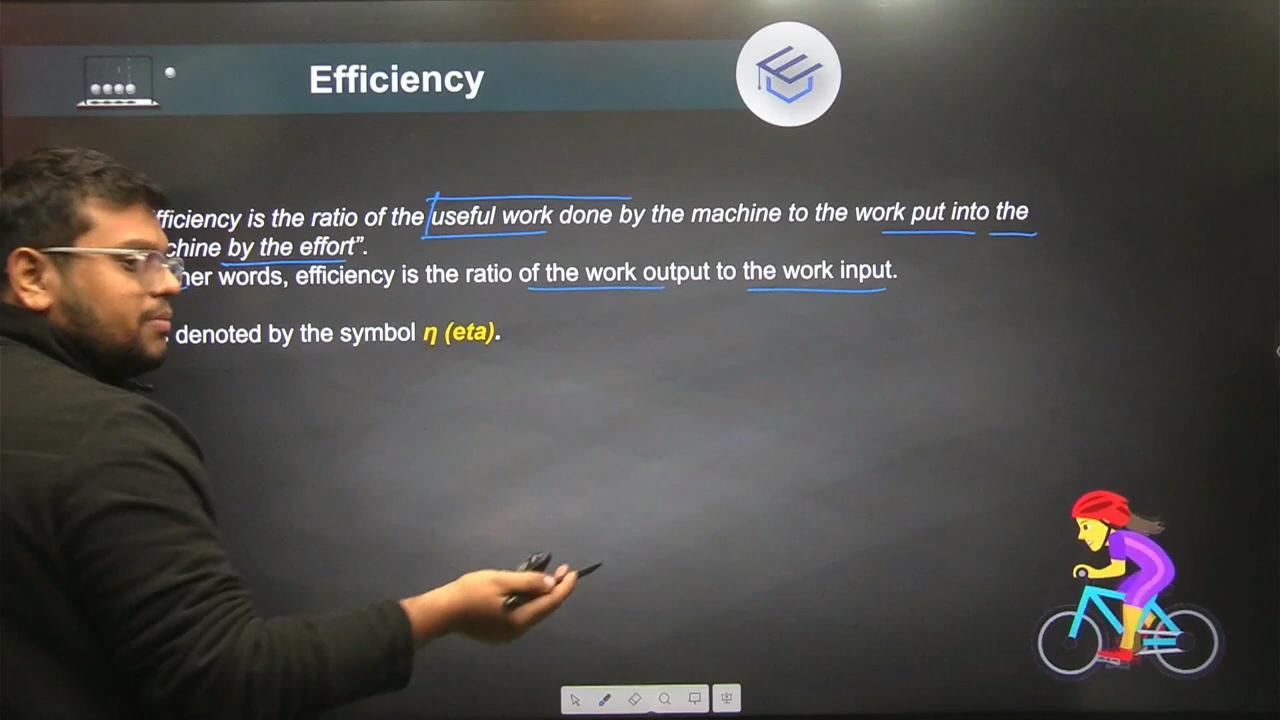 Efficiency
fficiency is the ratio of the useful work done by the machine to the work put into the
chine by the effort”.
her words, efficiency is the ratio of the work output to the work input.
denoted by the symbol η (eta).